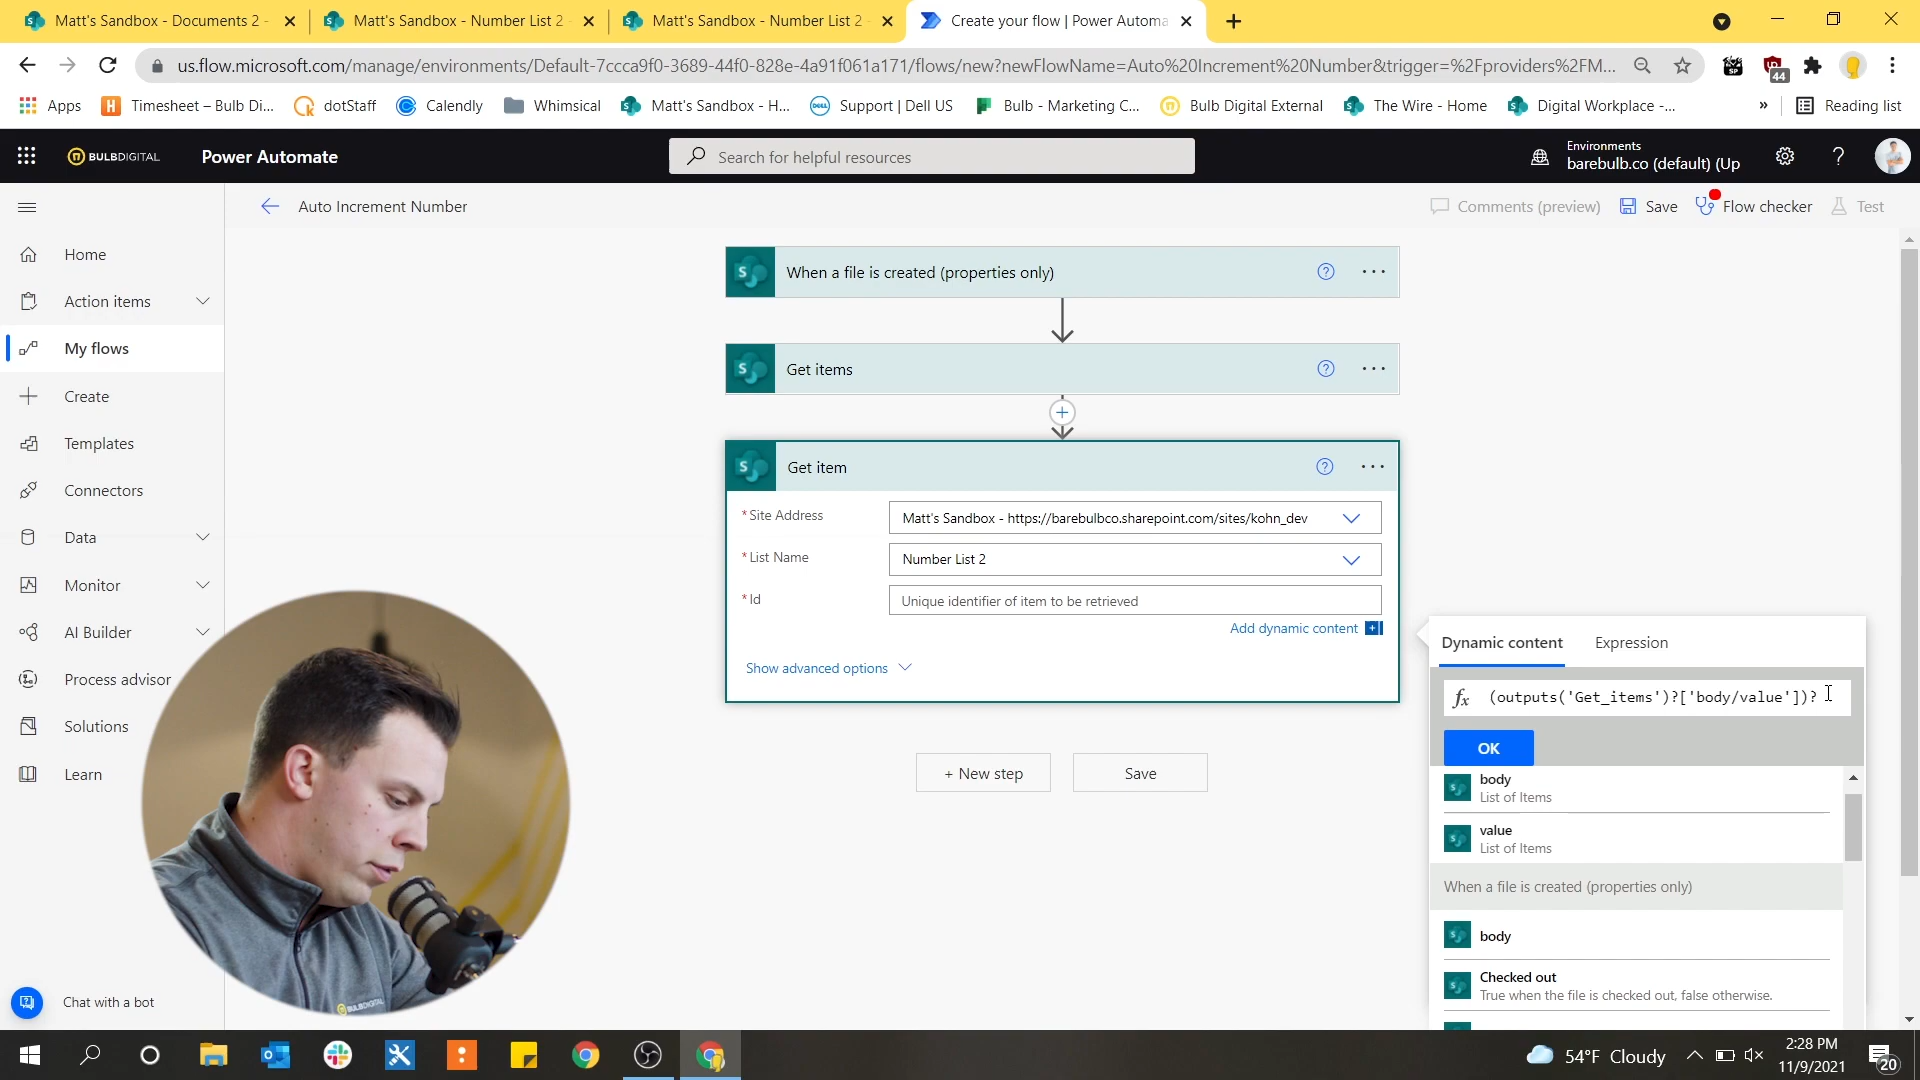 Matt's Sandbox - Documents 2 -
Matt's Sandbox - Number List 2 -
Matt's Sandbox - Number List 2 -
Create your flow | Power Automa
us.flow.microsoft.com/manage/environments/Default-7ccca9f0-3689-44f0-828e-4a91f061a171/flows/new?newFlowName=Auto%20Increment%20Number&trigger=%2Fproviders%2FM...
44
Apps
Timesheet – Bulb Di...
dotStaff
Calendly
Whimsical
Matt's Sandbox - H...
Support | Dell US
Bulb - Marketing C...
Bulb Digital External
The Wire - Home
Digital Workplace -...
»
Reading list
BULBDIGITAL
Power Automate
Search for helpful resources
Environments
barebulb.co (default) (Up
Auto Increment Number
Comments (preview)
Save
Flow checker
Test
Home
Action items
My flows
Create
Templates
Connectors
Data
Monitor
AI Builder
Process advisor
Solutions
Learn
Chat with a bot
When a file is created (properties only)
Get items
Get item
* Site Address
Matt's Sandbox - https://barebulbco.sharepoint.com/sites/kohn_dev
* List Name
Number List 2
* Id
Unique identifier of item to be retrieved
Add dynamic content
Show advanced options
+ New step
Save
Dynamic content
Expression
fx
(outputs('Get_items')?['body/value'])?
OK
body
List of Items
value
List of Items
When a file is created (properties only)
body
Checked out
True when the file is checked out, false otherwise.
BULBDIGITAL
54°F Cloudy
2:28 PM
11/9/2021
20